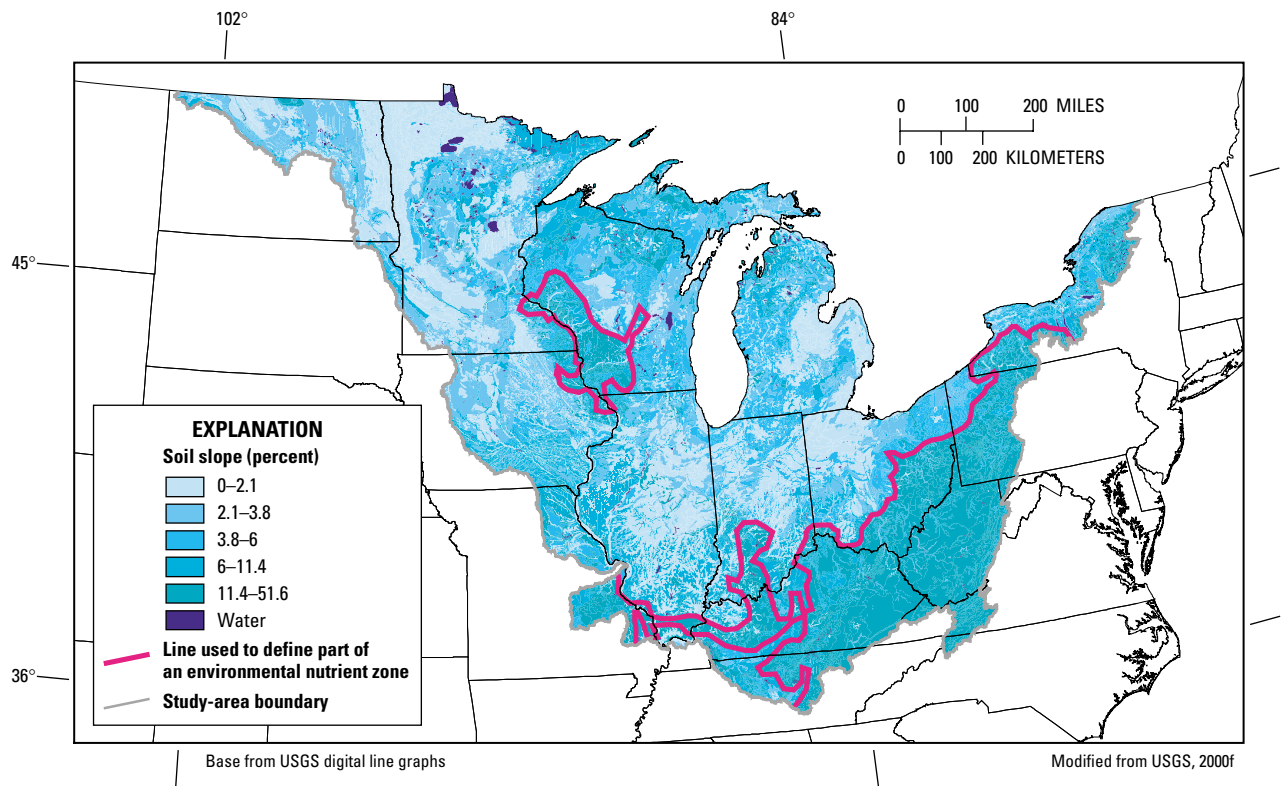 102°
84°
0 100 200 MILES
0 100 200 KILOMETERS
45°
36°
EXPLANATION
Soil slope (percent)
0–2.1
2.1–3.8
3.8–6
6–11.4
11.4–51.6
Water
Line used to define part of
an environmental nutrient zone
Study-area boundary
Base from USGS digital line graphs
Modified from USGS, 2000f